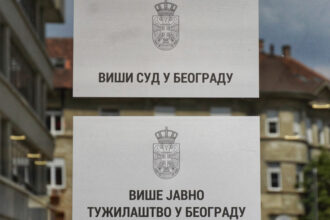 ВИШИ СУД У БЕОГРАДУ
ВИШЕ ЈАВНО
ТУЖИЛАШТВО У БЕОГРАДУ